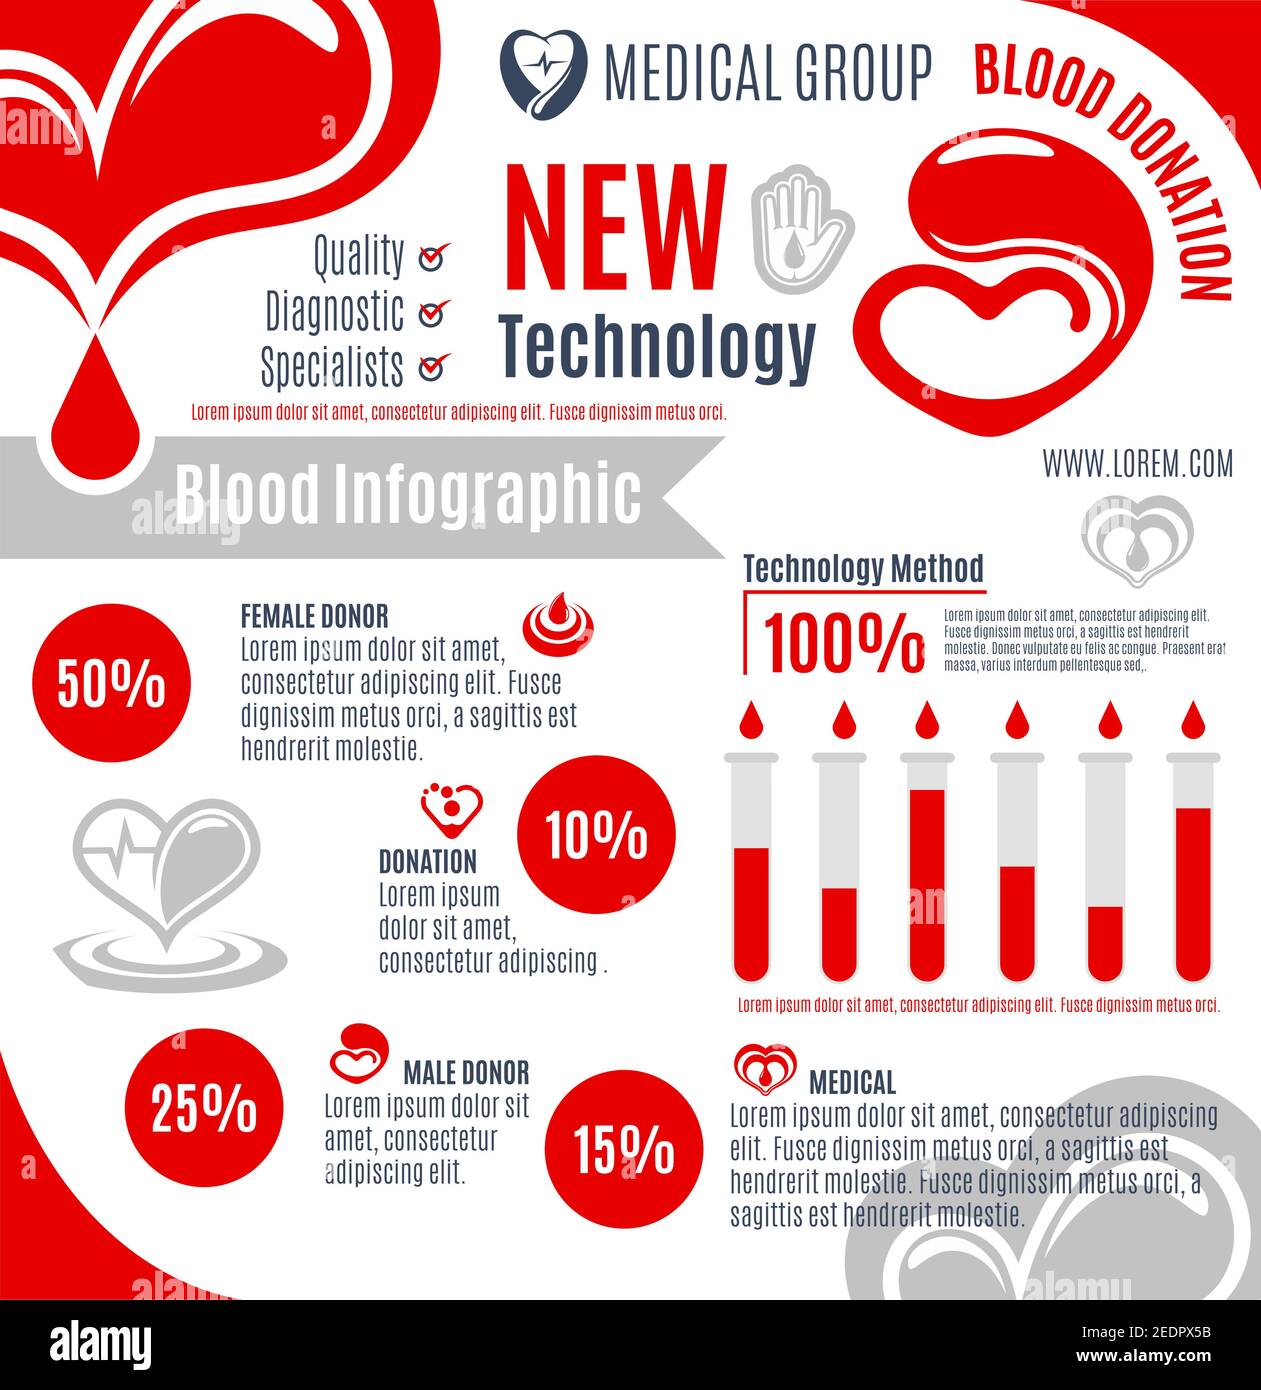 MEDICAL GROUP
BLOOD DONATION
NEW
Technology
Quality
Diagnostic
Specialists
Lorem ipsum dolor sit amet, consectetur adipiscing elit. Fusce dignissim metus orci.
WWW.LOREM.COM
Blood Infographic
50%
FEMALE DONOR
Lorem ipsum dolor sit amet,
consectetur adipiscing elit. Fusce
dignissim metus orci, a sagittis est
hendrerit molestie.
10%
DONATION
Lorem ipsum
dolor sit amet,
consectetur adipiscing .
Technology Method
100%
Lorem ipsum dolor sit amet, consectetur adipiscing elit.
Fusce dignissim metus orci, a sagittis est hendrerit
molestie. Donec vulputate eu felis ac congue. Praesent erat
massa, varius interdum pellentesque sed,.
Lorem ipsum dolor sit amet, consectetur adipiscing elit. Fusce dignissim metus orci.
25%
MALE DONOR
Lorem ipsum dolor sit
amet, consectetur
adipiscing elit.
15%
MEDICAL
Lorem ipsum dolor sit amet, consectetur adipiscing
elit. Fusce dignissim metus orci, a sagittis est
hendrerit molestie. Fusce dignissim metus orci, a
sagittis est hendrerit molestie.
alamy
alamy
Image ID: 2EDPX5B
www.alamy.com